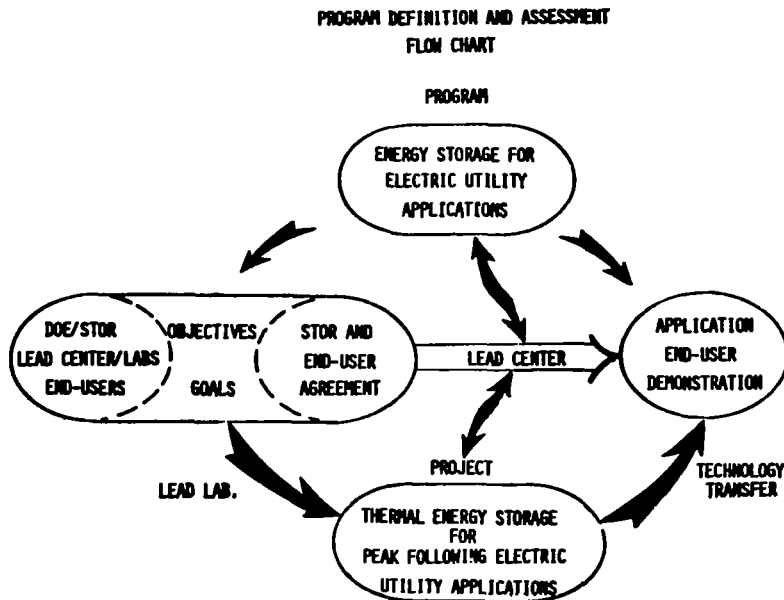 PROGRAM DEFINITION AND ASSESSMENT
FLOW CHART
PROGRAM
ENERGY STORAGE FOR
ELECTRIC UTILITY
APPLICATIONS
DOE/STOR
LEAD CENTER/LABS
END-USERS
OBJECTIVES
GOALS
STOR AND
END-USER
AGREEMENT
LEAD CENTER
APPLICATION
END-USER
DEMONSTRATION
LEAD LAB.
PROJECT
THERMAL ENERGY STORAGE
FOR
PEAK FOLLOWING ELECTRIC
UTILITY APPLICATIONS
TECHNOLOGY
TRANSFER